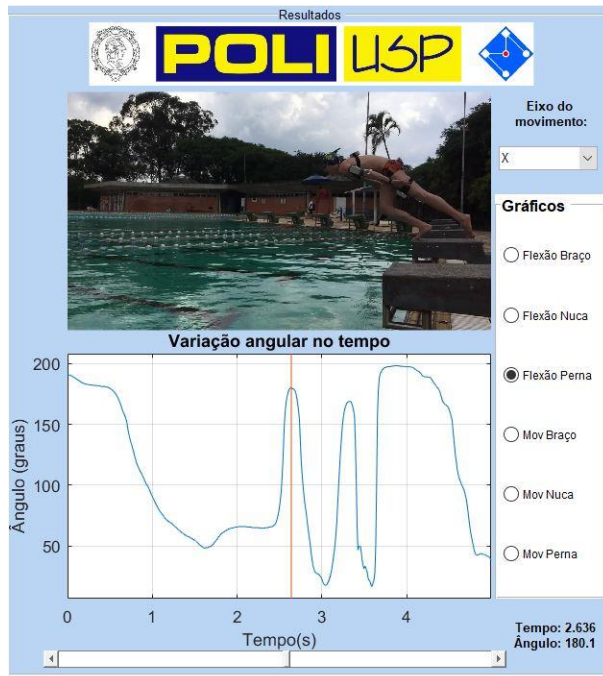 Resultados
POLI USP
Eixo do
movimento:
X
Gráficos
Flexão Braço
Flexão Nuca
Flexão Perna
Mov Braço
Mov Nuca
Mov Perna
Variação angular no tempo
Ângulo (graus)
200
150
100
50
0 1 2 3 4
Tempo(s)
Tempo: 2.636
Ângulo: 180.1